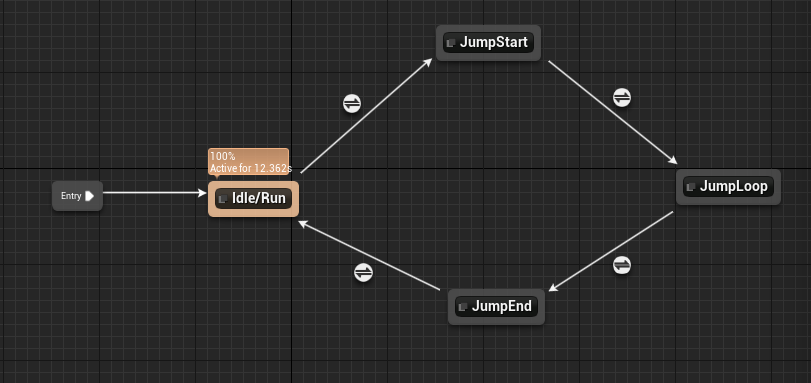 JumpStart
100%
Active for 12.362s
Entry
Idle/Run
JumpLoop
JumpEnd